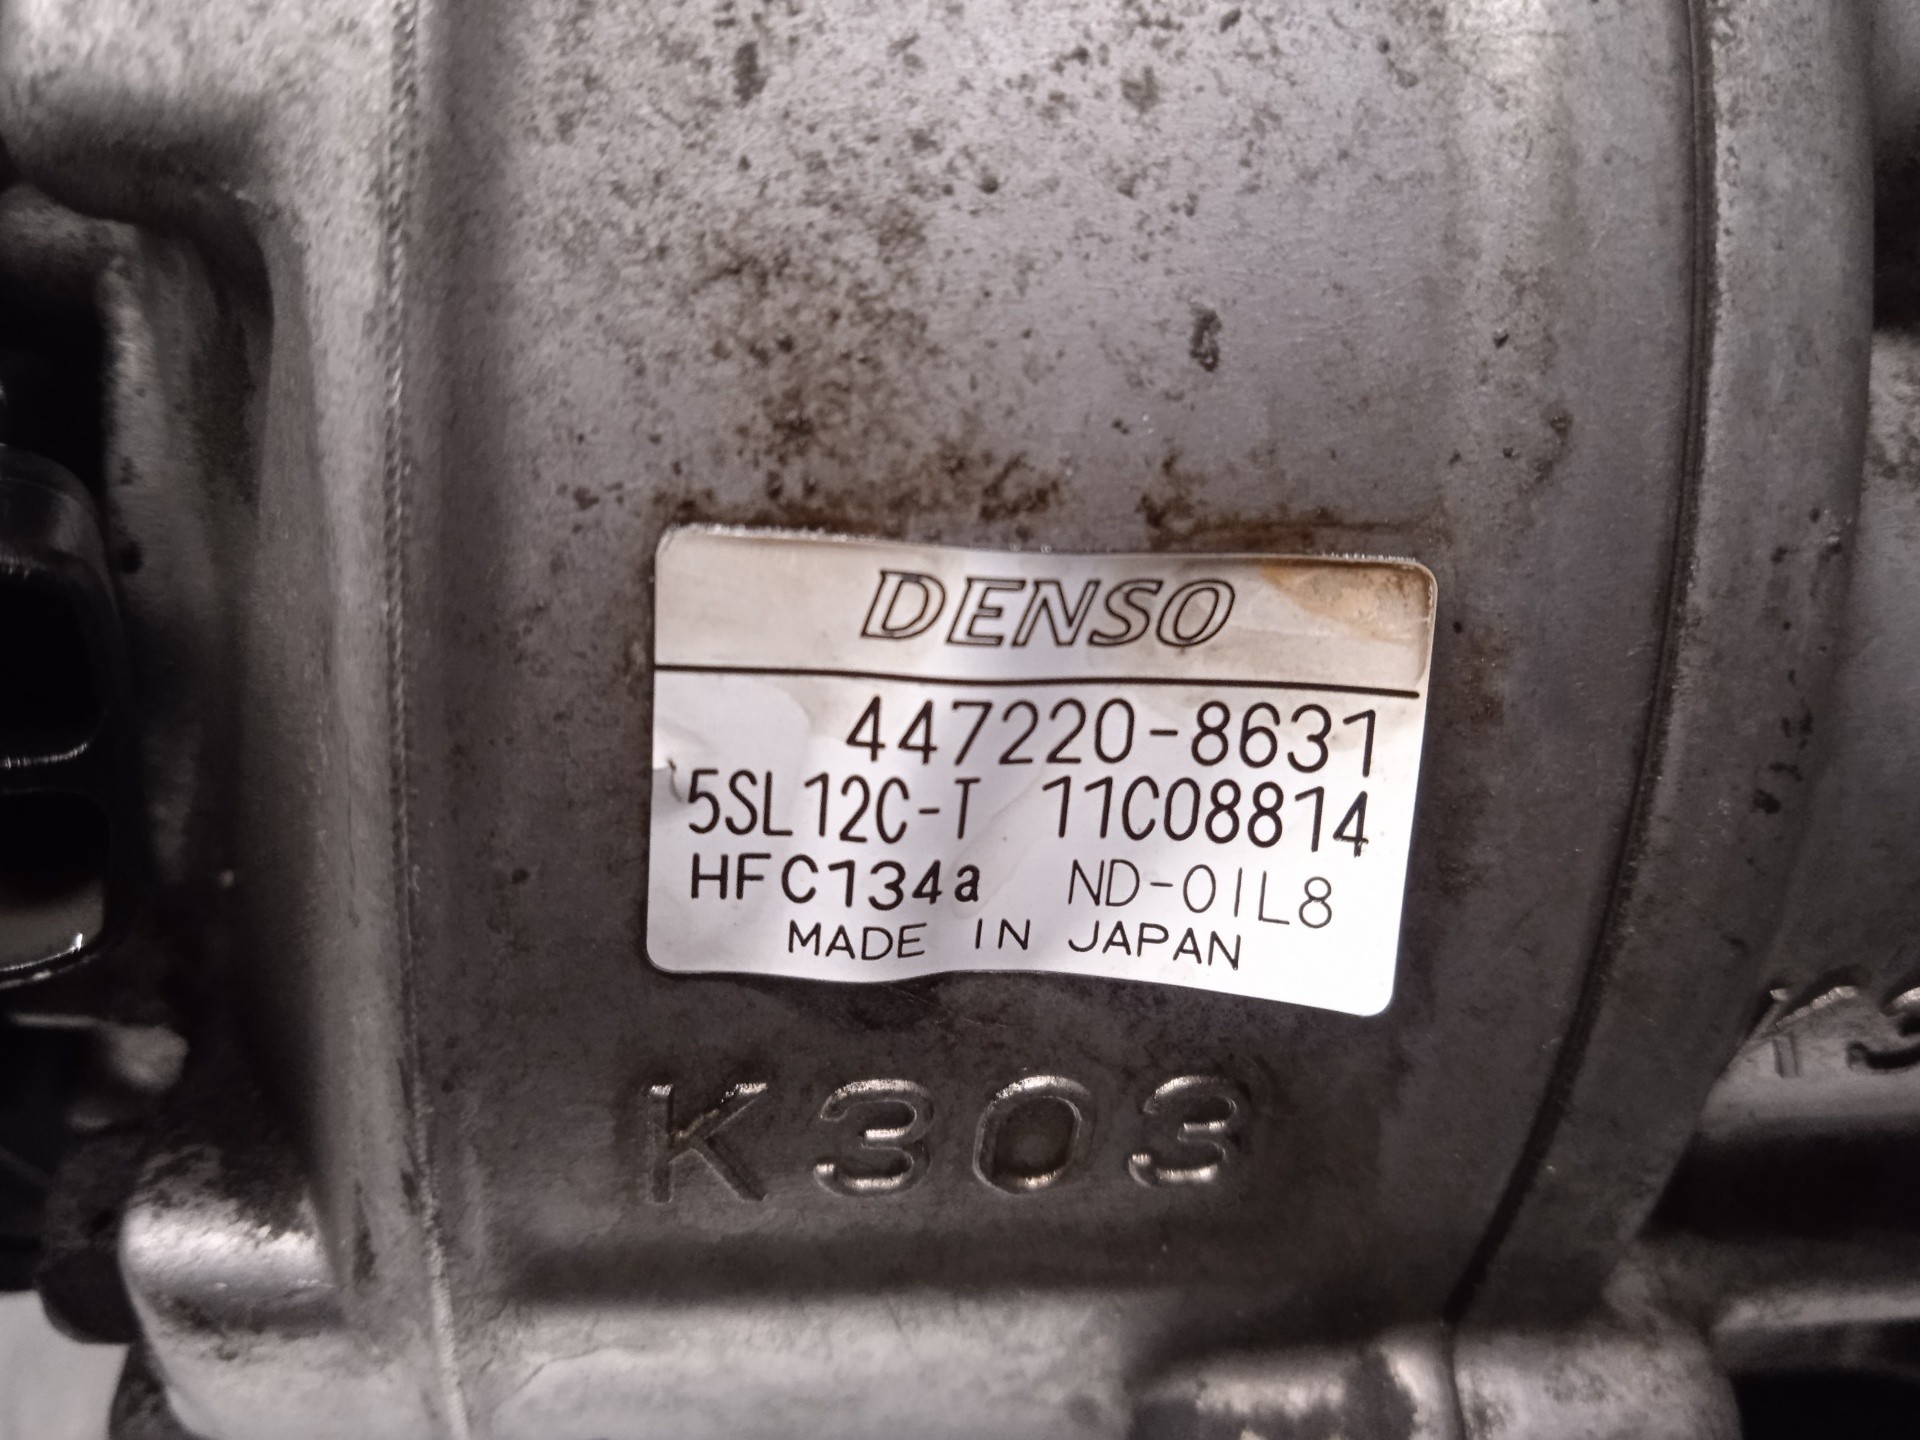 DENSO
447220-8631
5SL12C-T 11C08814
HFC134a ND-OIL8
MADE IN JAPAN
K303